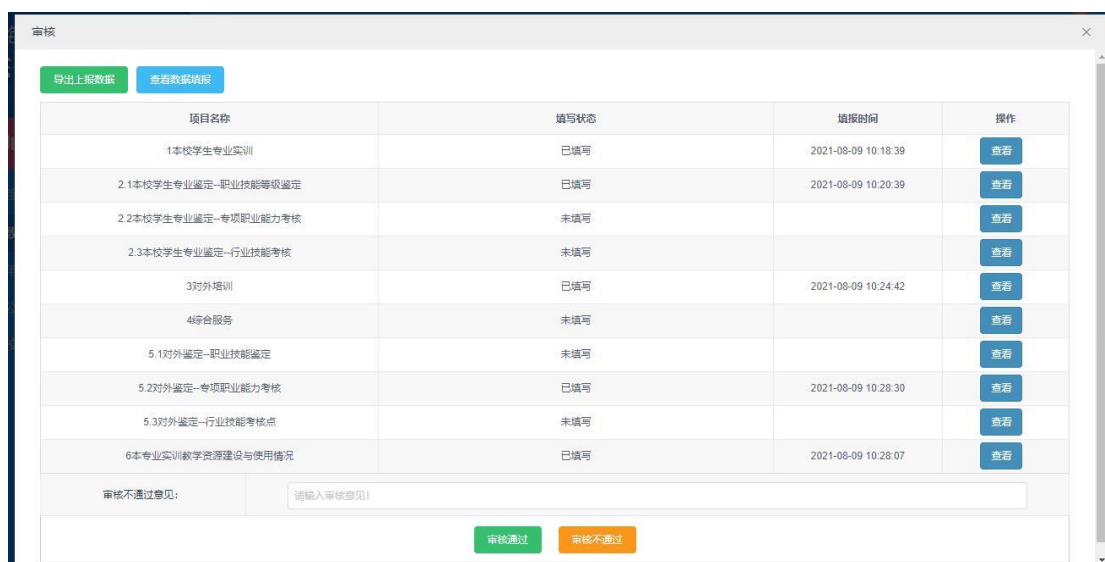 审核
导出上报数据 查看数据填报
项目名称 填写状态 填报时间 操作
1本校学生专业实训 已填写 2021-08-09 10:18:39 查看
2.1本校学生专业鉴定--职业技能等级鉴定 已填写 2021-08-09 10:20:39 查看
2.2本校学生专业鉴定--专项职业能力考核 未填写 查看
2.3本校学生专业鉴定--行业技能考核 未填写 查看
3对外培训 已填写 2021-08-09 10:24:42 查看
4综合服务 未填写 查看
5.1对外鉴定--职业技能鉴定 未填写 查看
5.2对外鉴定--专项职业能力考核 已填写 2021-08-09 10:28:30 查看
5.3对外鉴定--行业技能考核点 未填写 查看
6本专业实训教学资源建设与使用情况 已填写 2021-08-09 10:28:07 查看
审核不通过意见: 请输入审核意见!
审核通过 审核不通过